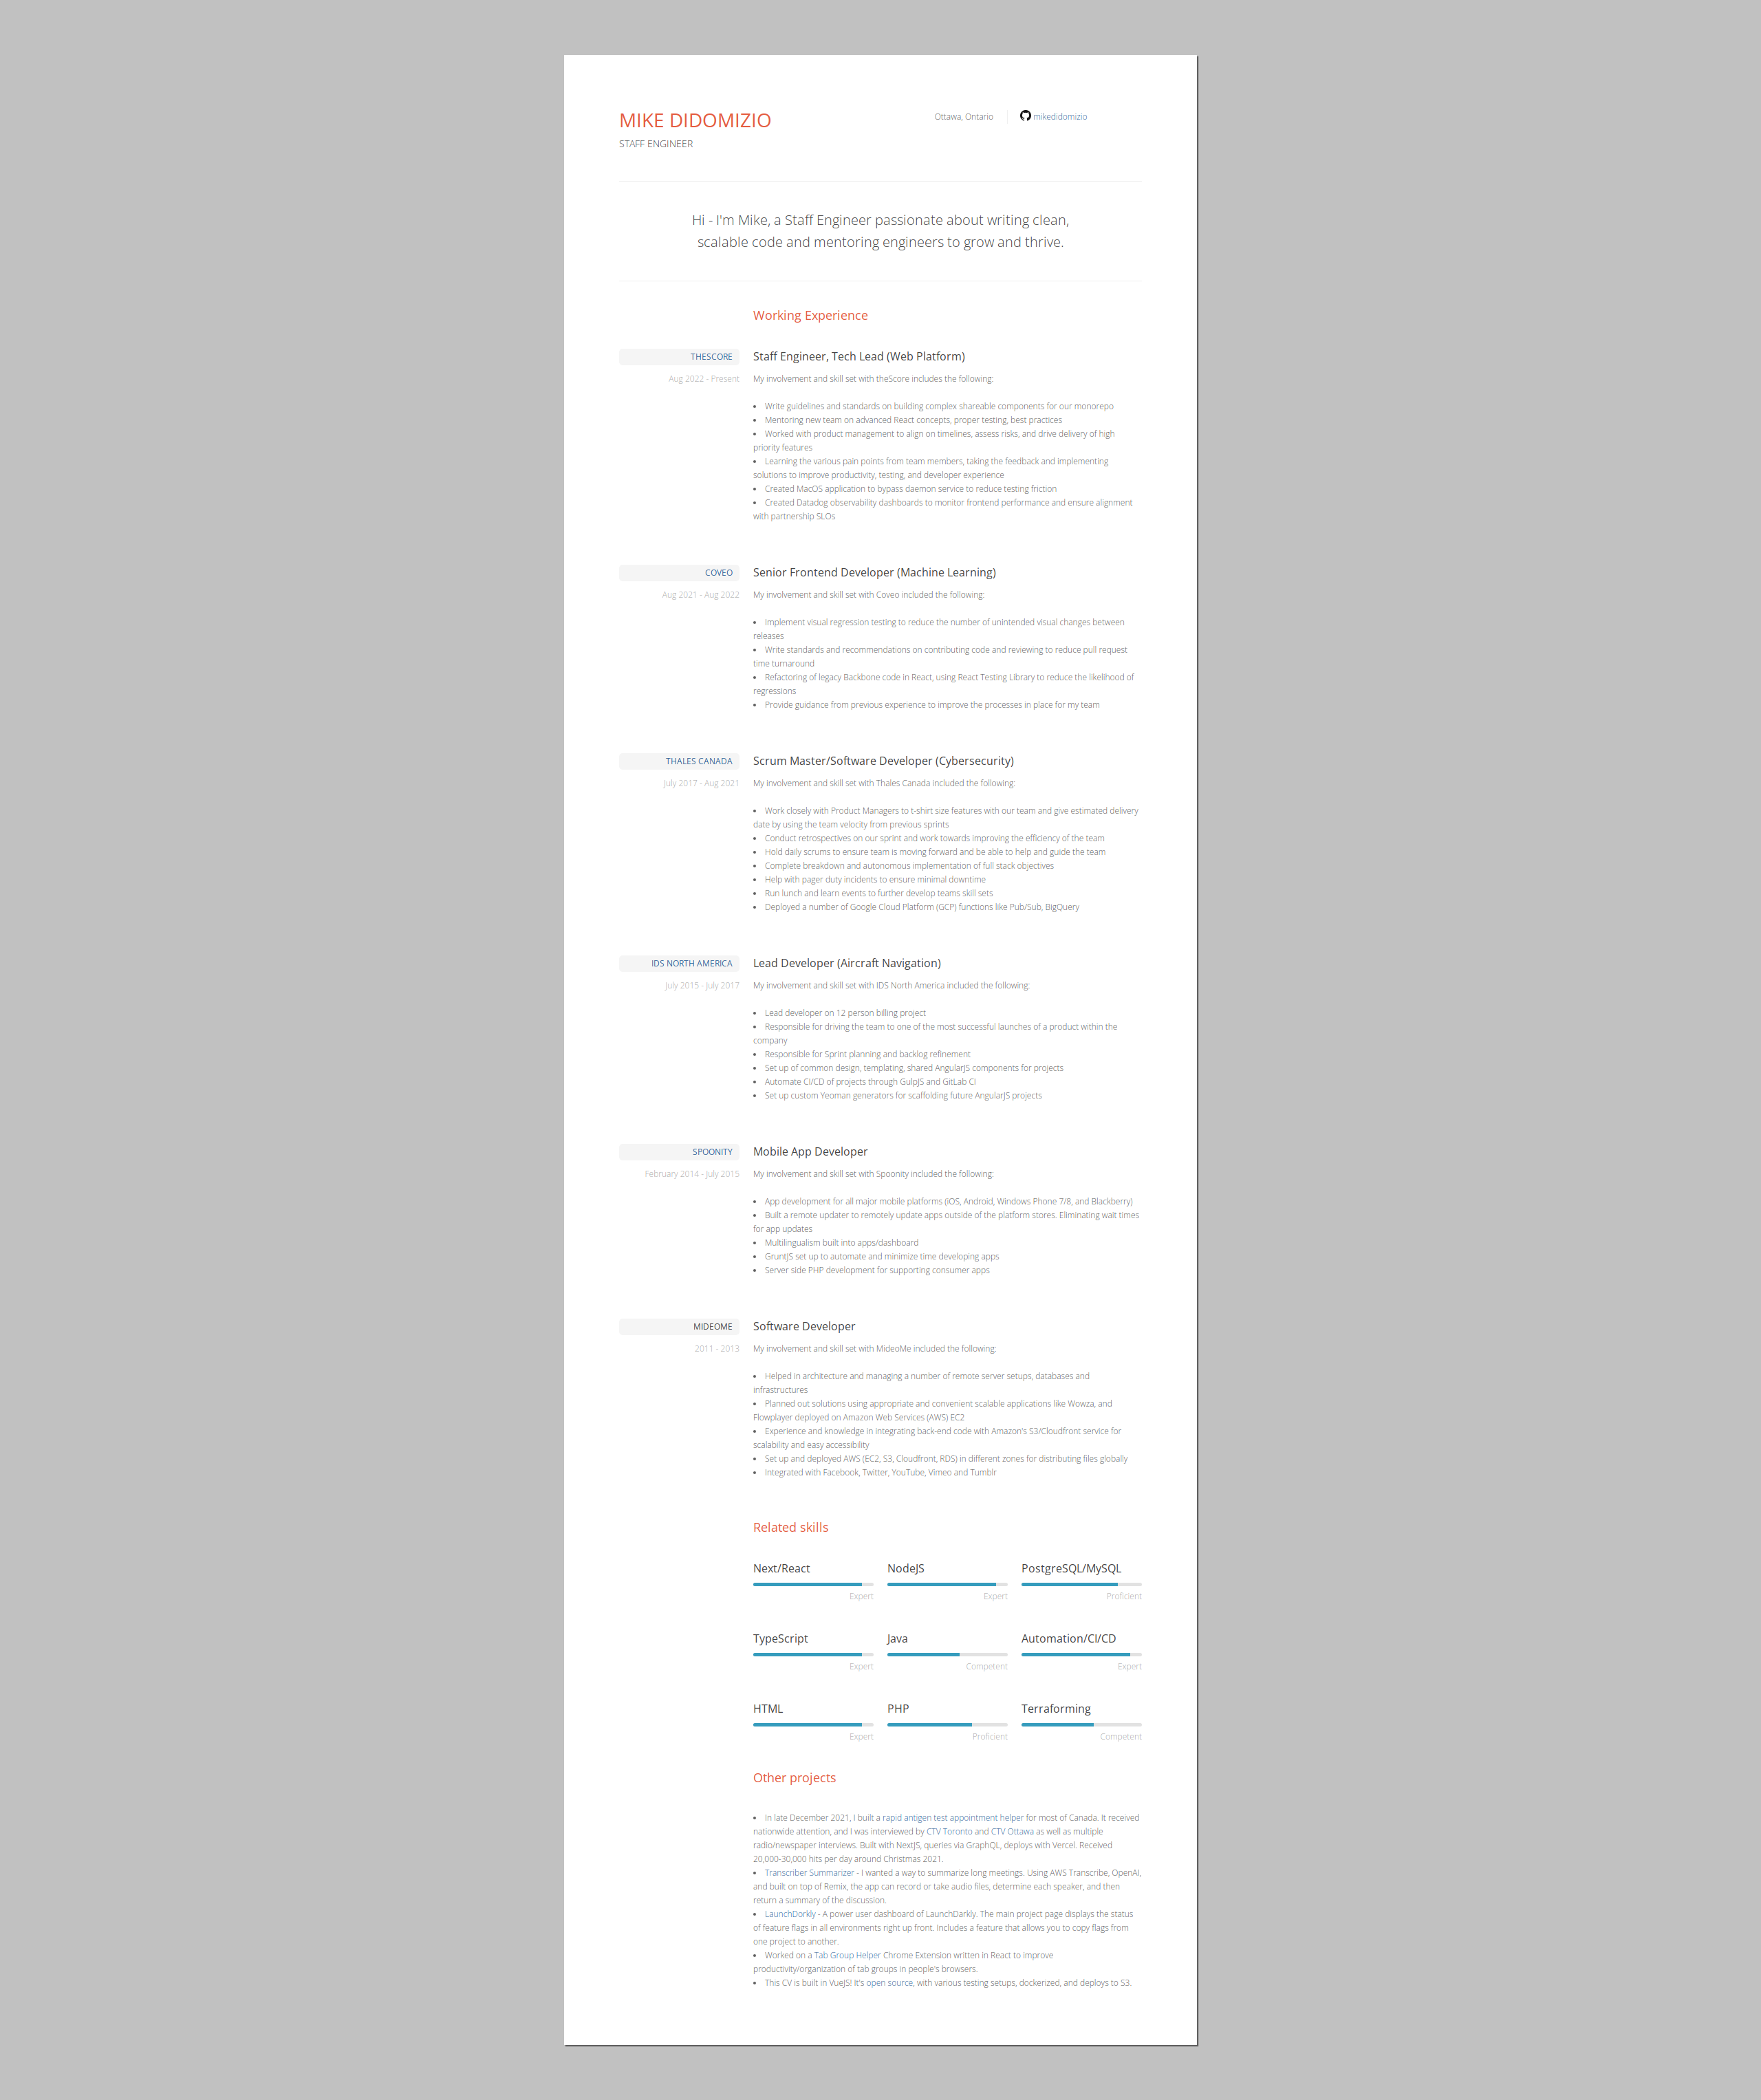 MIKE DIDOMIZIO
Ottawa, Ontario
mikedidomizio
STAFF ENGINEER
Hi - I'm Mike, a Staff Engineer passionate about writing clean,
scalable code and mentoring engineers to grow and thrive.
Working Experience
THESCORE
Aug 2022 - Present
Staff Engineer, Tech Lead (Web Platform)
My involvement and skill set with theScore includes the following:
• Write guidelines and standards on building complex shareable components for our monorepo
• Mentoring new team on advanced React concepts, proper testing, best practices
• Worked with product management to align on timelines, assess risks, and drive delivery of high
priority features
• Learning the various pain points from team members, taking the feedback and implementing
solutions to improve productivity, testing, and developer experience
• Created MacOS application to bypass daemon service to reduce testing friction
• Created Datadog observability dashboards to monitor frontend performance and ensure alignment
with partnership SLOs
COVEO
Aug 2021 - Aug 2022
Senior Frontend Developer (Machine Learning)
My involvement and skill set with Coveo included the following:
• Implement visual regression testing to reduce the number of unintended visual changes between
releases
• Write standards and recommendations on contributing code and reviewing to reduce pull request
time turnaround
• Refactoring of legacy Backbone code in React, using React Testing Library to reduce the likelihood of
regressions
• Provide guidance from previous experience to improve the processes in place for my team
THALES CANADA
July 2017 - Aug 2021
Scrum Master/Software Developer (Cybersecurity)
My involvement and skill set with Thales Canada included the following:
• Work closely with Product Managers to t-shirt size features with our team and give estimated delivery
date by using the team velocity from previous sprints
• Conduct retrospectives on our sprint and work towards improving the efficiency of the team
• Hold daily scrums to ensure team is moving forward and be able to help and guide the team
• Complete breakdown and autonomous implementation of full stack objectives
• Help with pager duty incidents to ensure minimal downtime
• Run lunch and learn events to further develop teams skill sets
• Deployed a number of Google Cloud Platform (GCP) functions like Pub/Sub, BigQuery
IDS NORTH AMERICA
July 2015 - July 2017
Lead Developer (Aircraft Navigation)
My involvement and skill set with IDS North America included the following:
• Lead developer on 12 person billing project
• Responsible for driving the team to one of the most successful launches of a product within the
company
• Responsible for Sprint planning and backlog refinement
• Set up of common design, templating, shared AngularJS components for projects
• Automate CI/CD of projects through GulpJS and GitLab CI
• Set up custom Yeoman generators for scaffolding future AngularJS projects
SPOONITY
February 2014 - July 2015
Mobile App Developer
My involvement and skill set with Spoonity included the following:
• App development for all major mobile platforms (iOS, Android, Windows Phone 7/8, and Blackberry)
• Built a remote updater to remotely update apps outside of the platform stores. Eliminating wait times
for app updates
• Multilingualism built into apps/dashboard
• GruntJS set up to automate and minimize time developing apps
• Server side PHP development for supporting consumer apps
MIDEOME
2011 - 2013
Software Developer
My involvement and skill set with MideoMe included the following:
• Helped in architecture and managing a number of remote server setups, databases and
infrastructures
• Planned out solutions using appropriate and convenient scalable applications like Wowza, and
Flowplayer deployed on Amazon Web Services (AWS) EC2
• Experience and knowledge in integrating back-end code with Amazon's S3/Cloudfront service for
scalability and easy accessibility
• Set up and deployed AWS (EC2, S3, Cloudfront, RDS) in different zones for distributing files globally
• Integrated with Facebook, Twitter, YouTube, Vimeo and Tumblr
Related skills
Next/React
NodeJS
PostgreSQL/MySQL
Expert
Expert
Proficient
TypeScript
Java
Automation/CI/CD
Expert
Competent
Expert
HTML
PHP
Terraforming
Expert
Proficient
Competent
Other projects
• In late December 2021, I built a rapid antigen test appointment helper for most of Canada. It received
nationwide attention, and I was interviewed by CTV Toronto and CTV Ottawa as well as multiple
radio/newspaper interviews. Built with NextJS, queries via GraphQL, deploys with Vercel. Received
20,000-30,000 hits per day around Christmas 2021.
• Transcriber Summarizer - I wanted a way to summarize long meetings. Using AWS Transcribe, OpenAI,
and built on top of Remix, the app can record or take audio files, determine each speaker, and then
return a summary of the discussion.
• LaunchDorkly - A power user dashboard of LaunchDarkly. The main project page displays the status
of feature flags in all environments right up front. Includes a feature that allows you to copy flags from
one project to another.
• Worked on a Tab Group Helper Chrome Extension written in React to improve
productivity/organization of tab groups in people's browsers.
• This CV is built in VueJS! It's open source, with various testing setups, dockerized, and deploys to S3.